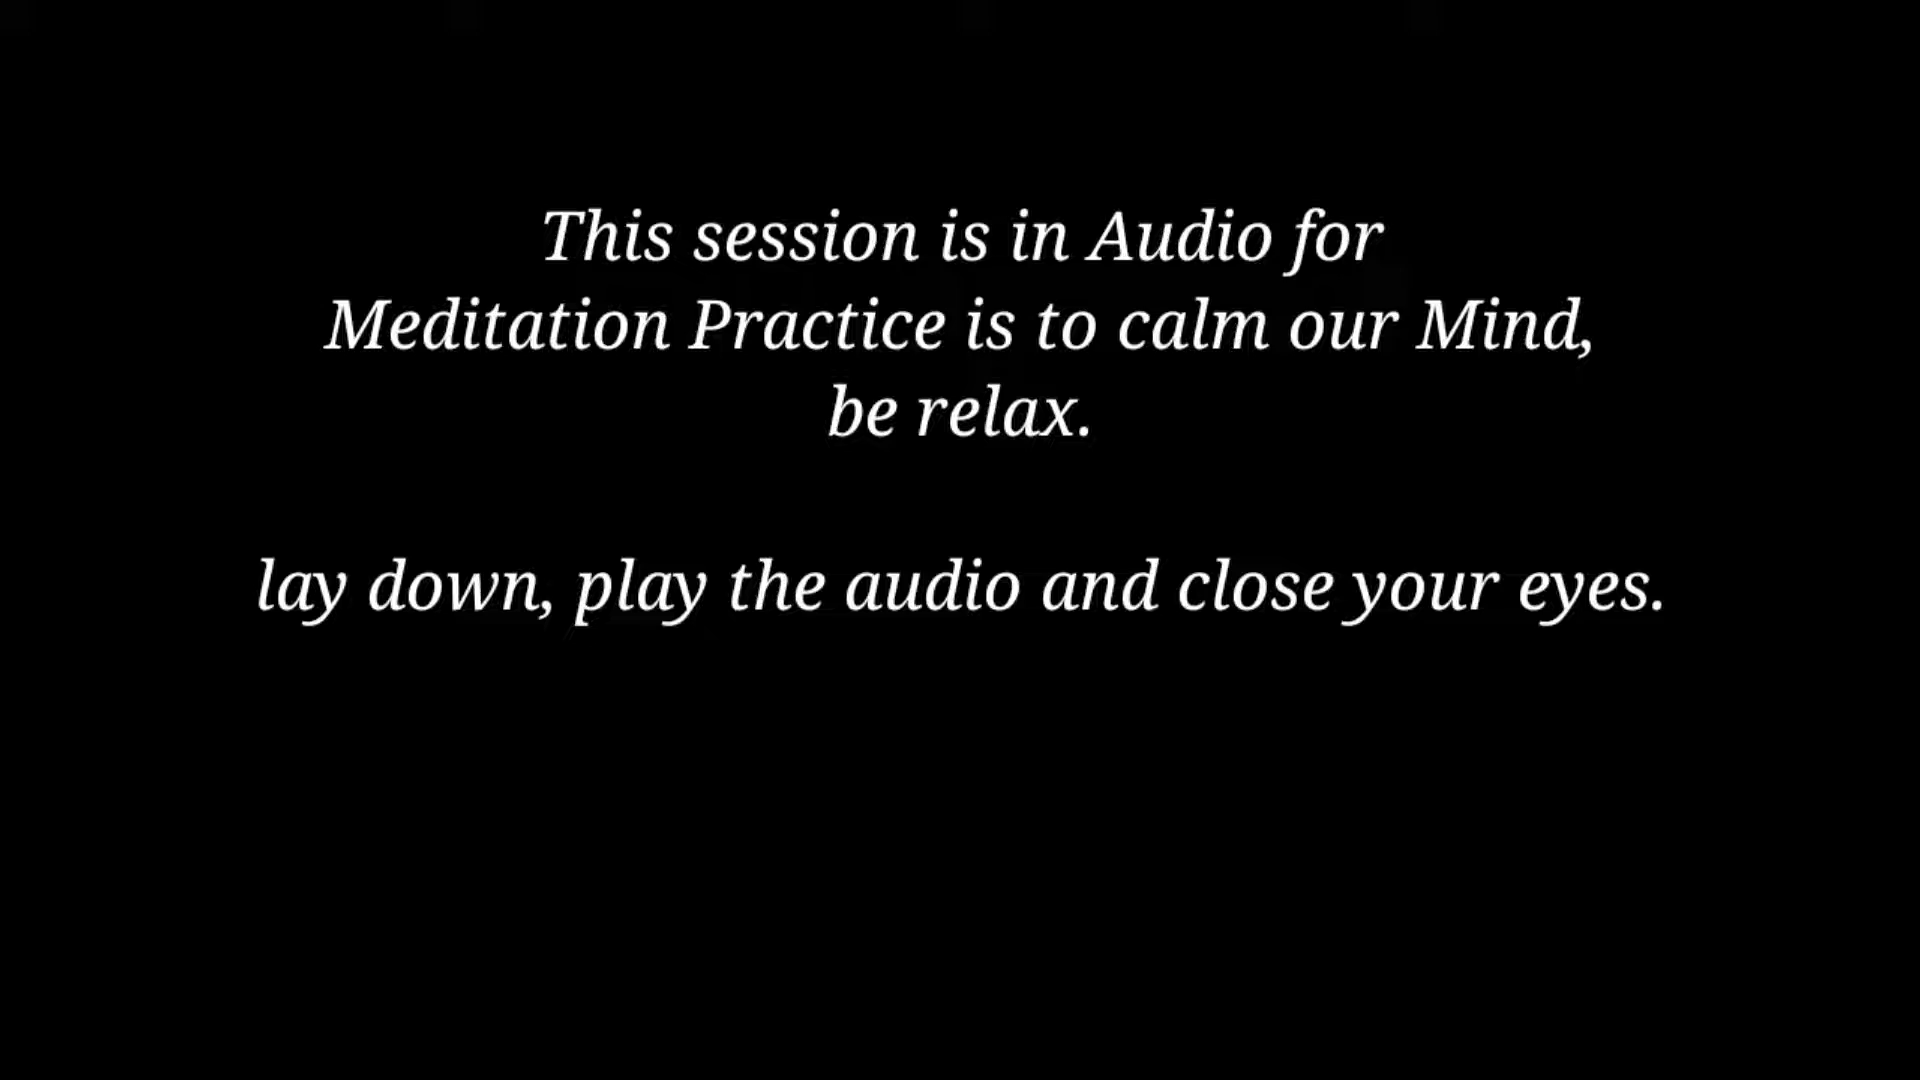 This session is in Audio for
Meditation Practice is to calm our Mind,
be relax.
lay down, play the audio and close your eyes.